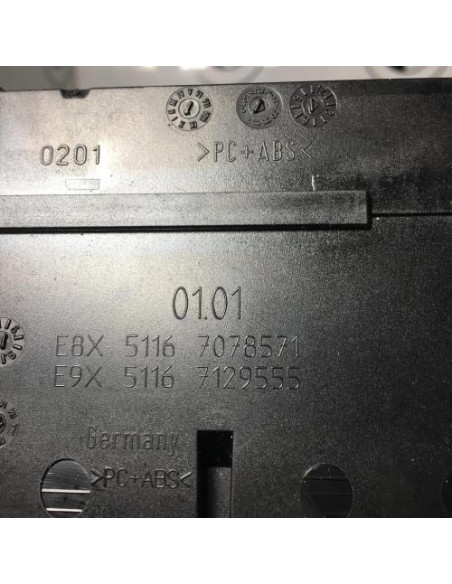 0201 >PC+ABS<
01.01
E8X 5116 7078571
E9X 5116 7129555
Germany
>PC+ABS<